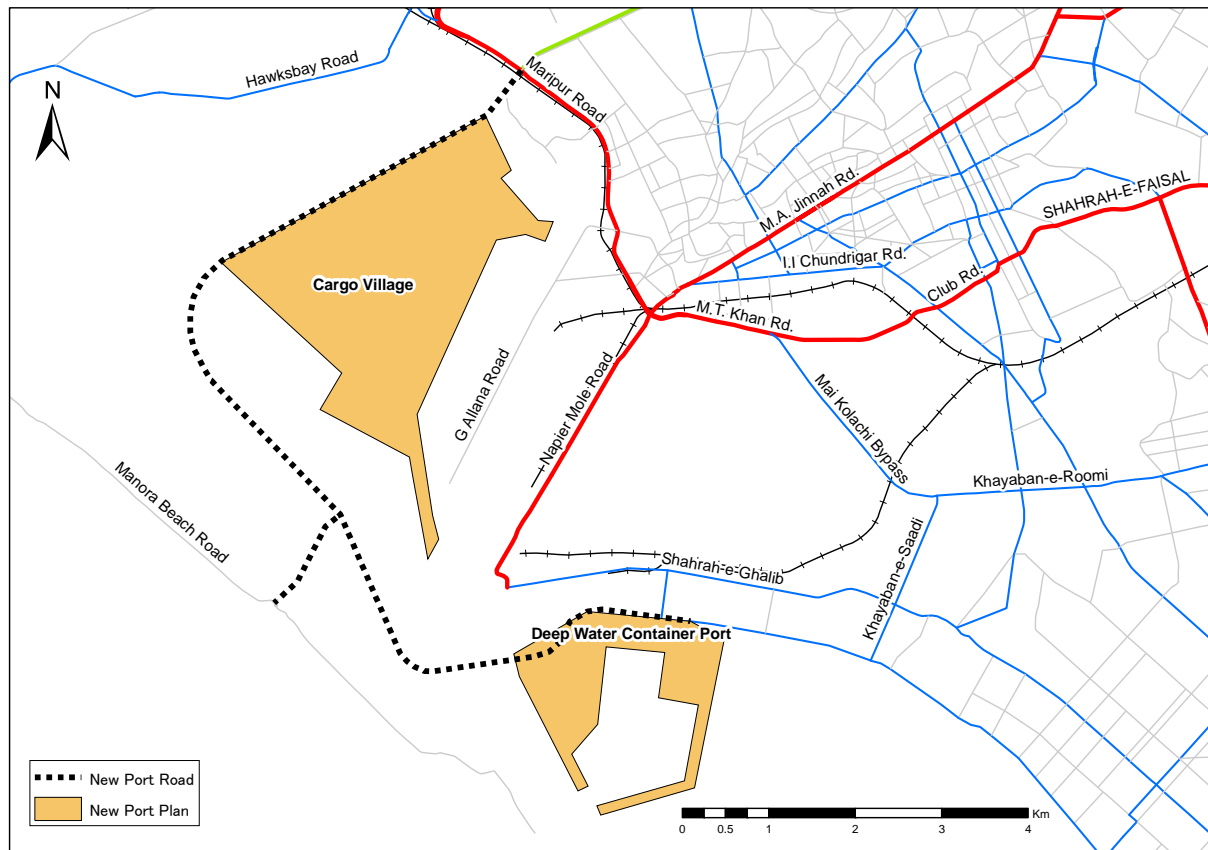 Hawksbay Road
N
Maripur Road
M.A. Jinnah Rd.
SHAHRAH-E-FAISAL
I.I Chundrigar Rd.
Cargo Village
Club Rd.
M.T. Khan Rd.
G Allana Road
Napier Mole Road
Mai Kolachi Bypass
Khayaban-e-Roomi
Manora Beach Road
Shahrah-e-Ghalib
Khayaban-e-Saadi
Deep Water Container Port
New Port Road
New Port Plan
Km
0 0.5 1 2 3 4